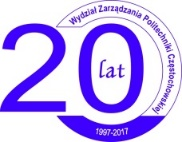 Wydział Zarządzania Politechniki Częstochowskiej
20
lat
1997-2017